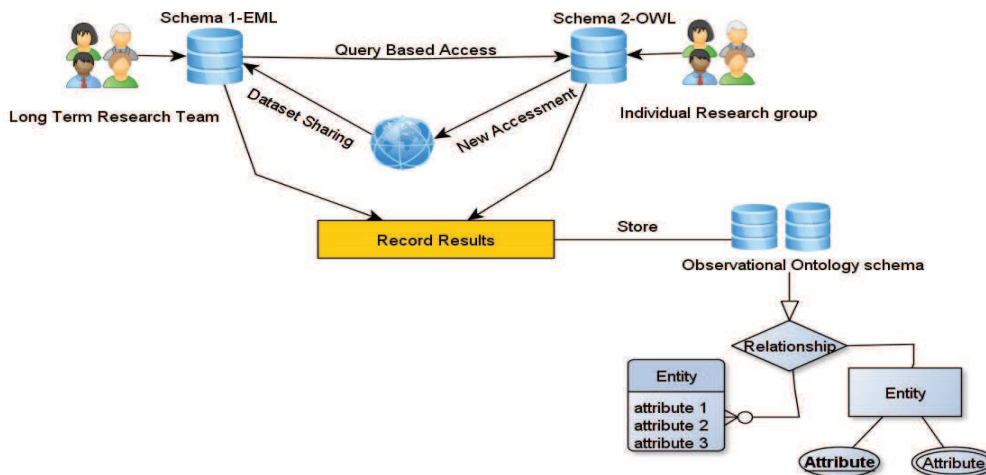 Schema 1-EML
Schema 2-OWL
Query Based Access
Long Term Research Team
Dataset Sharing
New Accessment
Individual Research group
Record Results
Store
Observational Ontology schema
Relationship
Entity
attribute 1
attribute 2
attribute 3
Entity
Attribute
Attribute